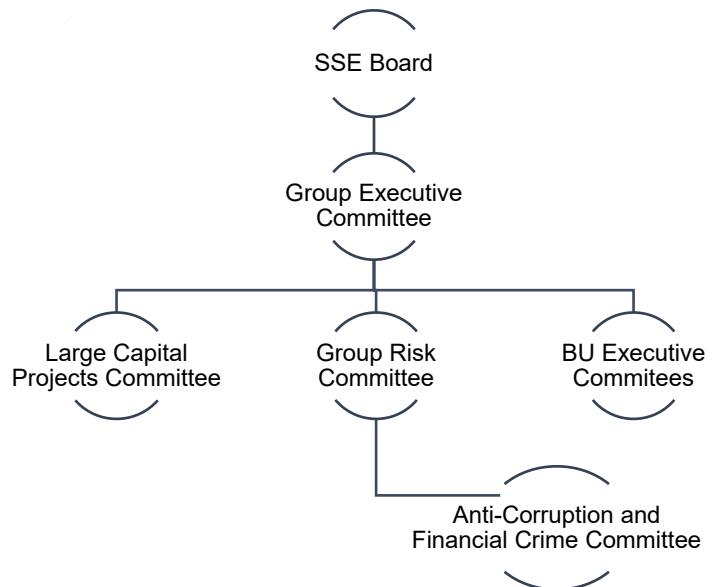 SSE Board
Group Executive
Committee
Large Capital
Projects Committee
Group Risk
Committee
BU Executive
Commitees
Anti-Corruption and
Financial Crime Committee